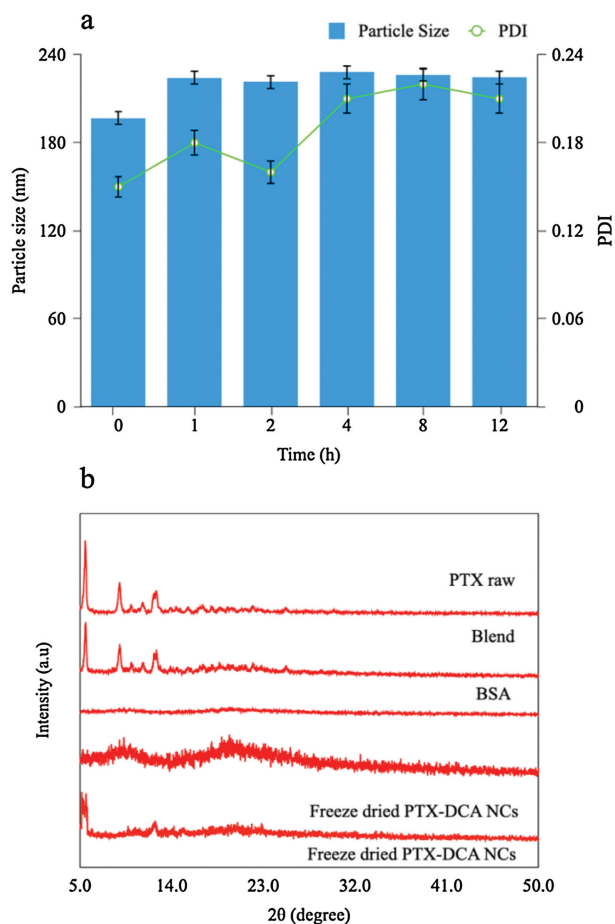 a
Particle Size PDI
240 0.24
180 0.18
120 0.12
60 0.06
0 0
Particle size (nm)
PDI
0 1 2 4 8 12
Time (h)
b
PTX raw
Blend
BSA
Freeze dried PTX-DCA NCs
Freeze dried PTX-DCA NCs
Intensity (a.u)
5.0 14.0 23.0 32.0 41.0 50.0
2θ (degree)